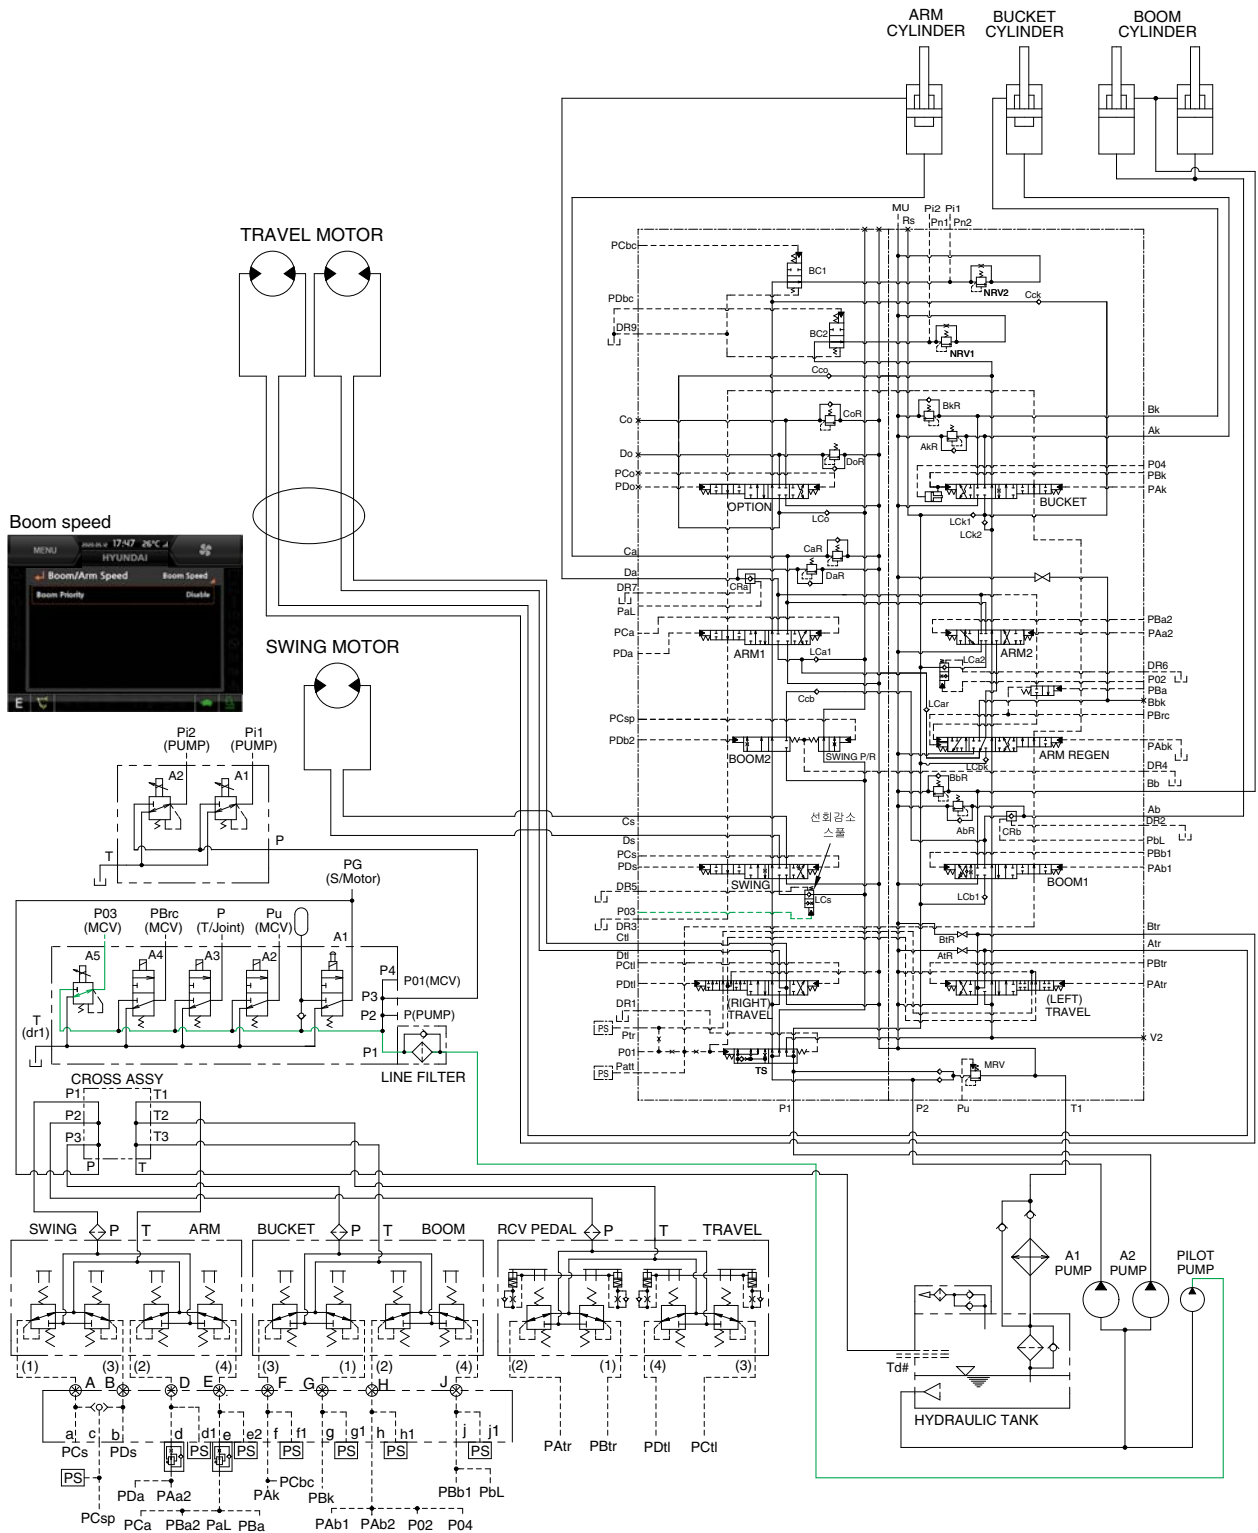 ARM
CYLINDER
BUCKET
CYLINDER
BOOM
CYLINDER
TRAVEL MOTOR
MU
Pi2
Pi1
Rs
Pn1
Pn2
PCbc
BC1
NRV2
Cck
PDbc
DR9
BC2
NRV1
Cco
Co
CoR
BkR
Bk
AkR
Ak
Do
DoR
PCo
PDo
OPTION
LCo
P04
PBk
PAk
BUCKET
LCk1
LCk2
Boom speed
MENU
17:47 26°C
HYUNDAI
Boom/Arm Speed
Boom Speed
Boom Priority
Disable
E
Ca
CaR
Da
DaR
CRa
DR7
PaL
PCa
PDa
ARM1
LCa1
PBa2
PAa2
ARM2
LCa2
DR6
P02
PBa
Bbk
LCar
PBrc
Ccb
PCsp
PDb2
BOOM2
SWING P/R
ARM REGEN
PAbk
LCbk
DR4
SWING MOTOR
Pi2
(PUMP)
Pi1
(PUMP)
A2
A1
P
T
BbR
Bb
AbR
CRb
Ab
DR2
PbL
Cs
선회감소
스풀
Ds
PCs
PDs
SWING
PBb1
PAb1
BOOM1
DR5
LCs
LCb1
P03
DR3
PG
(S/Motor)
P03
(MCV)
PBrc
(MCV)
P
(T/Joint)
Pu
(MCV)
A1
A5
A4
A3
A2
P4
P01(MCV)
P3
P2
P(PUMP)
P1
T
(dr1)
LINE FILTER
Ctl
Btr
BtR
Atr
AtR
Dtl
PCtl
PBtr
PDtl
PAtr
(RIGHT)
TRAVEL
(LEFT)
TRAVEL
DR1
PS
Ptr
P01
V2
Patt
PS
TS
MRV
P1
P2
Pu
T1
CROSS ASSY
P1
T1
P2
T2
P3
T3
P
T
SWING
P
T
ARM
BUCKET
P
T
BOOM
RCV PEDAL
P
T
TRAVEL
A1
PUMP
A2
PUMP
PILOT
PUMP
Td#
HYDRAULIC TANK
(1)
(3)
(2)
(4)
(3)
(1)
(2)
(4)
(2)
(1)
(4)
(3)
A
B
D
E
F
G
H
J
a
c
b
d
d1
e
e2
f
f1
g
g1
h
h1
j
j1
PCs
PDs
PS
PS
PS
PS
PS
PS
PS
PCsp
PDa
PAa2
PCa
PBa2
PaL
PBa
PAk
PCbc
PBk
PAb1
PAb2
P02
P04
PBb1
PbL
PAtr
PBtr
PDtl
PCtl